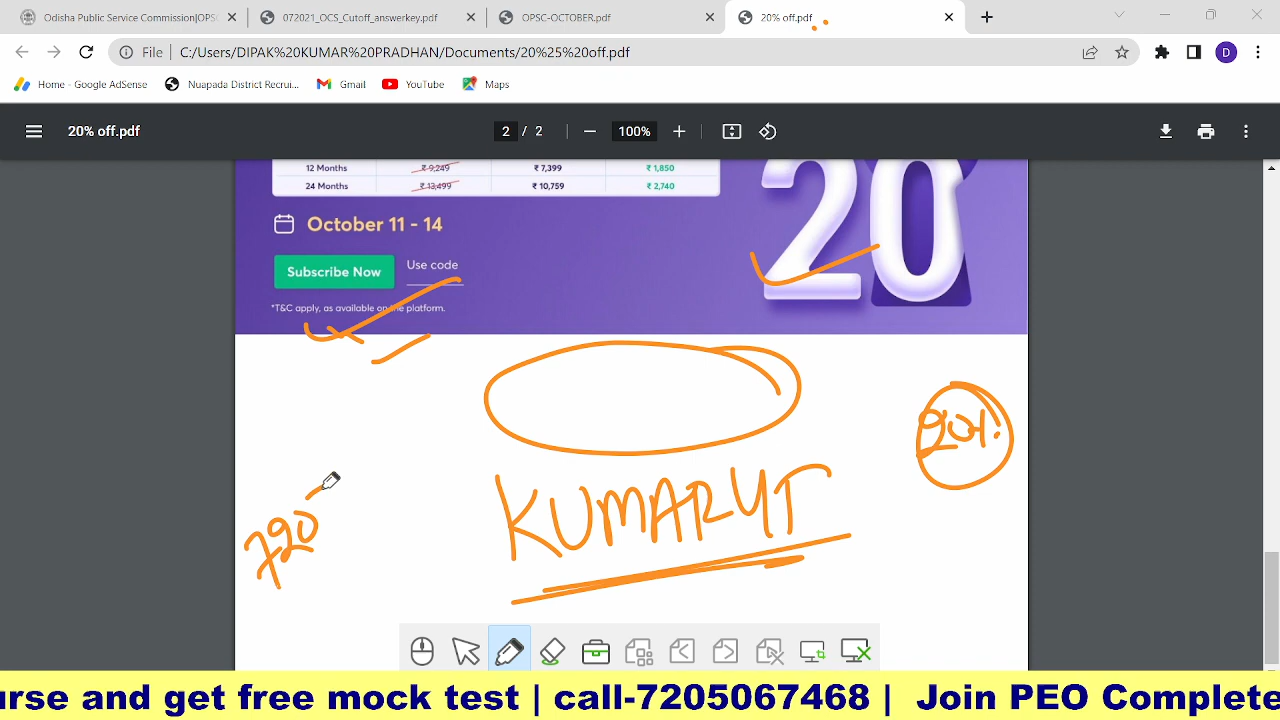 Odisha Public Service Commission[OPS
072021_OCS_Cutoff_answerkey.pdf
OPSC-OCTOBER.pdf
20% off.pdf
File
C:/Users/DIPAK%20KUMAR%20PRADHAN/Documents/20%25%20off.pdf
D
Home - Google AdSense
Nuapada District Recrui...
Gmail
YouTube
Maps
20% off.pdf
2 / 2
100%
12 Months ₹ 9,249 ₹ 7,399 ₹ 1,850
24 Months ₹ 13,499 ₹ 10,759 ₹ 2,740
20
October 11 - 14
Subscribe Now
Use code
*T&C apply, as available on the platform.
20%
KUMARYT
720
urse and get free mock test | call-7205067468 | Join PEO Complete